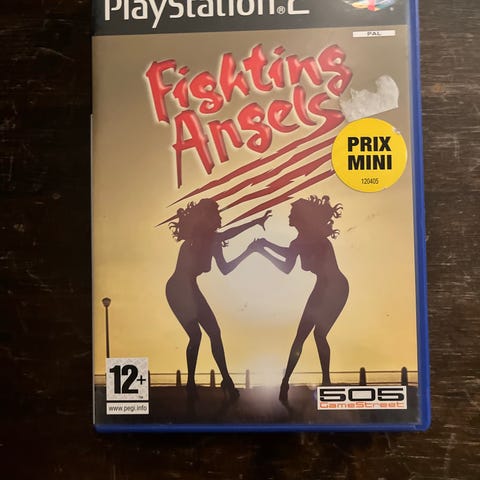 PlayStation®2
PAL
Fighting
Angels
PRIX
MINI
120405
12+
www.pegi.info
505
GameStreet